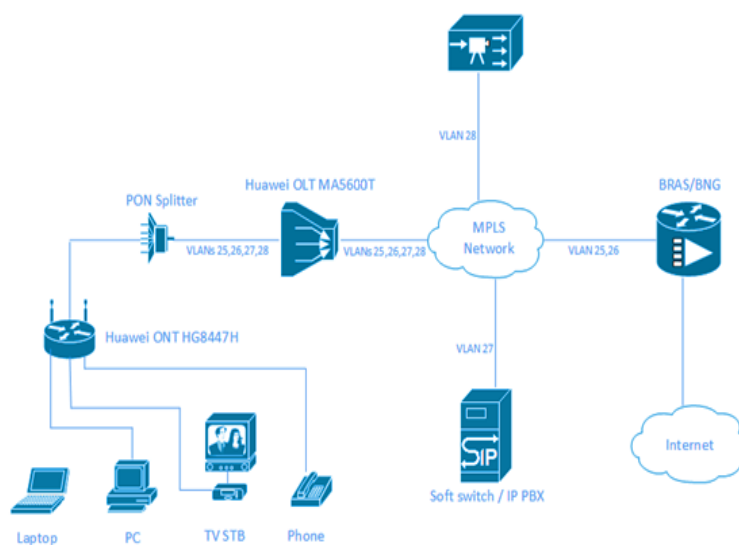 VLAN 28
Huawei OLT MA5600T
BRAS/BNG
PON Splitter
MPLS
Network
VLANs 25,26,27,28
VLANs 25,26,27,28
VLAN 25,26
Huawei ONT HG8447H
VLAN 27
SIP
Internet
Soft switch / IP PBX
Laptop
PC
TV STB
Phone